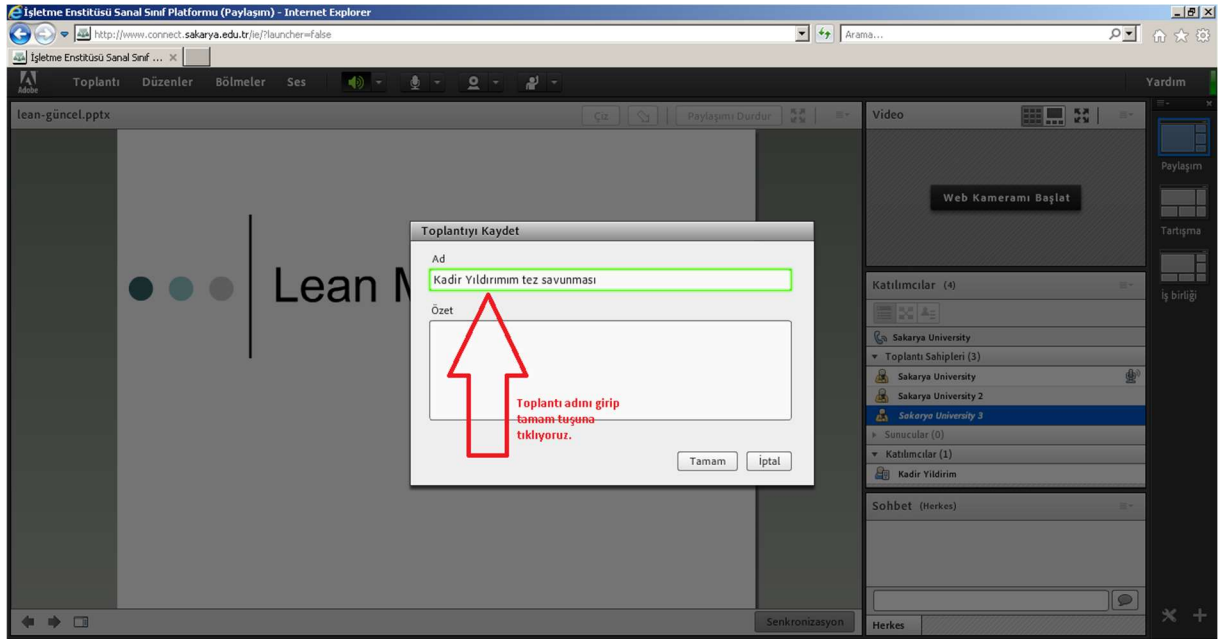 İşletme Enstitüsü Sanal Sınıf Platformu (Paylaşım) - Internet Explorer
http://www.connect.sakarya.edu.tr/ie/?launcher=false
Arama...
İşletme Enstitüsü Sanal Sınıf ...
Adobe
Toplantı Düzenler Bölmeler Ses
Yardım
lean-güncel.pptx
Çiz
Paylaşımı Durdur
Video
Paylaşım
Web Kameramı Başlat
Tartışma
Toplantıyı Kaydet
Ad
Kadir Yıldırımım tez savunması
Lean M
Katılımcılar (4)
İş birliği
Özet
Sakarya University
Toplantı Sahipleri (3)
Sakarya University
Sakarya University 2
Sakarya University 3
Toplantı adını girip
tamam tuşuna
tıklıyoruz.
Sunucular (0)
Katılımcılar (1)
Tamam
İptal
Kadir Yildirim
Sohbet (Herkes)
Senkronizasyon
Herkes